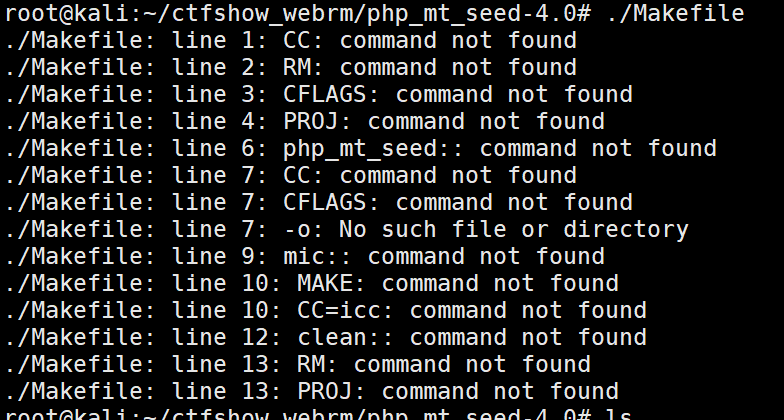 root@kali:~/ctfshow_webrm/php_mt_seed-4.0# ./Makefile
./Makefile: line 1: CC: command not found
./Makefile: line 2: RM: command not found
./Makefile: line 3: CFLAGS: command not found
./Makefile: line 4: PROJ: command not found
./Makefile: line 6: php_mt_seed:: command not found
./Makefile: line 7: CC: command not found
./Makefile: line 7: CFLAGS: command not found
./Makefile: line 7: -o: No such file or directory
./Makefile: line 9: mic:: command not found
./Makefile: line 10: MAKE: command not found
./Makefile: line 10: CC=icc: command not found
./Makefile: line 12: clean:: command not found
./Makefile: line 13: RM: command not found
./Makefile: line 13: PROJ: command not found
root@kali:~/ctfshow_webrm/php_mt_seed-4.0# ls